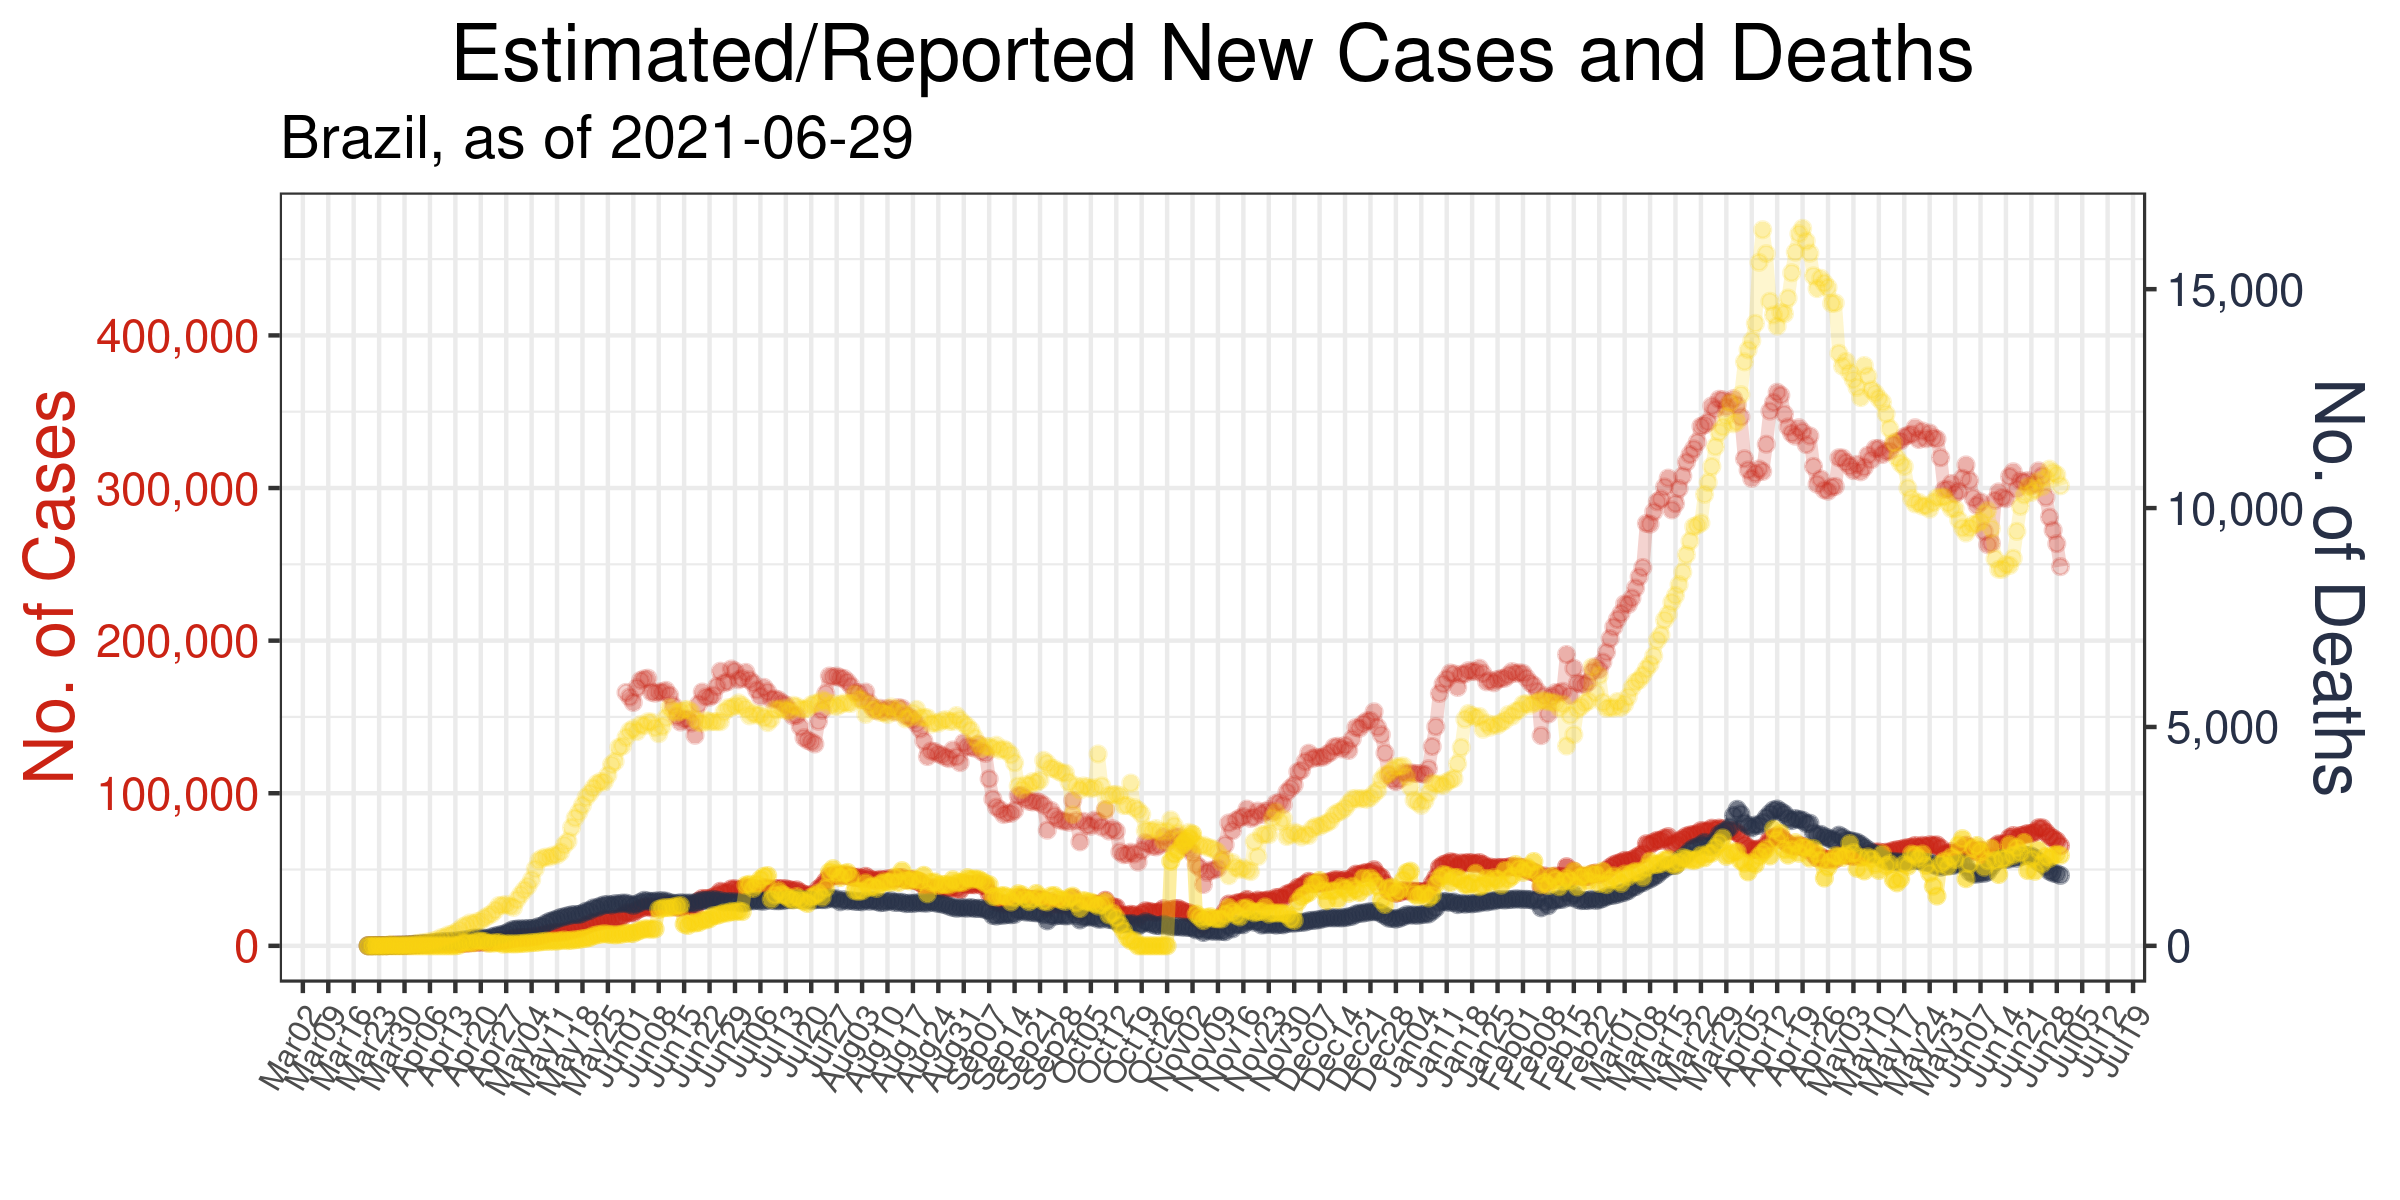 Estimated/Reported New Cases and Deaths
Brazil, as of 2021-06-29
No. of Cases
400,000
300,000
200,000
100,000
0
15,000
10,000
5,000
0
No. of Deaths
Mar02
Mar09
Mar16
Mar23
Mar30
Apr06
Apr13
Apr20
Apr27
May04
May11
May18
May25
Jun01
Jun08
Jun15
Jun22
Jun29
Jul06
Jul13
Jul20
Jul27
Aug03
Aug10
Aug17
Aug24
Aug31
Sep07
Sep14
Sep21
Sep28
Oct05
Oct12
Oct19
Oct26
Nov02
Nov09
Nov16
Nov23
Nov30
Dec07
Dec14
Dec21
Dec28
Jan04
Jan11
Jan18
Jan25
Feb01
Feb08
Feb15
Feb22
Mar01
Mar08
Mar15
Mar22
Mar29
Apr05
Apr12
Apr19
Apr26
May03
May10
May17
May24
May31
Jun07
Jun14
Jun21
Jun28
Jul05
Jul12
Jul19